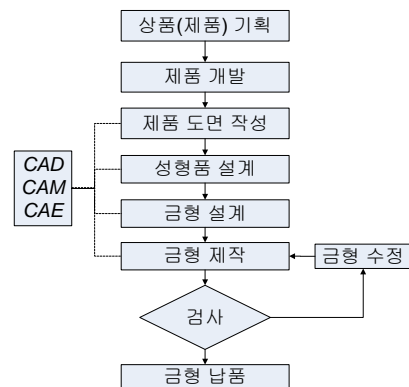 상품(제품) 기획
제품 개발
제품 도면 작성
CAD
CAM
CAE
성형품 설계
금형 설계
금형 제작
금형 수정
검사
금형 납품